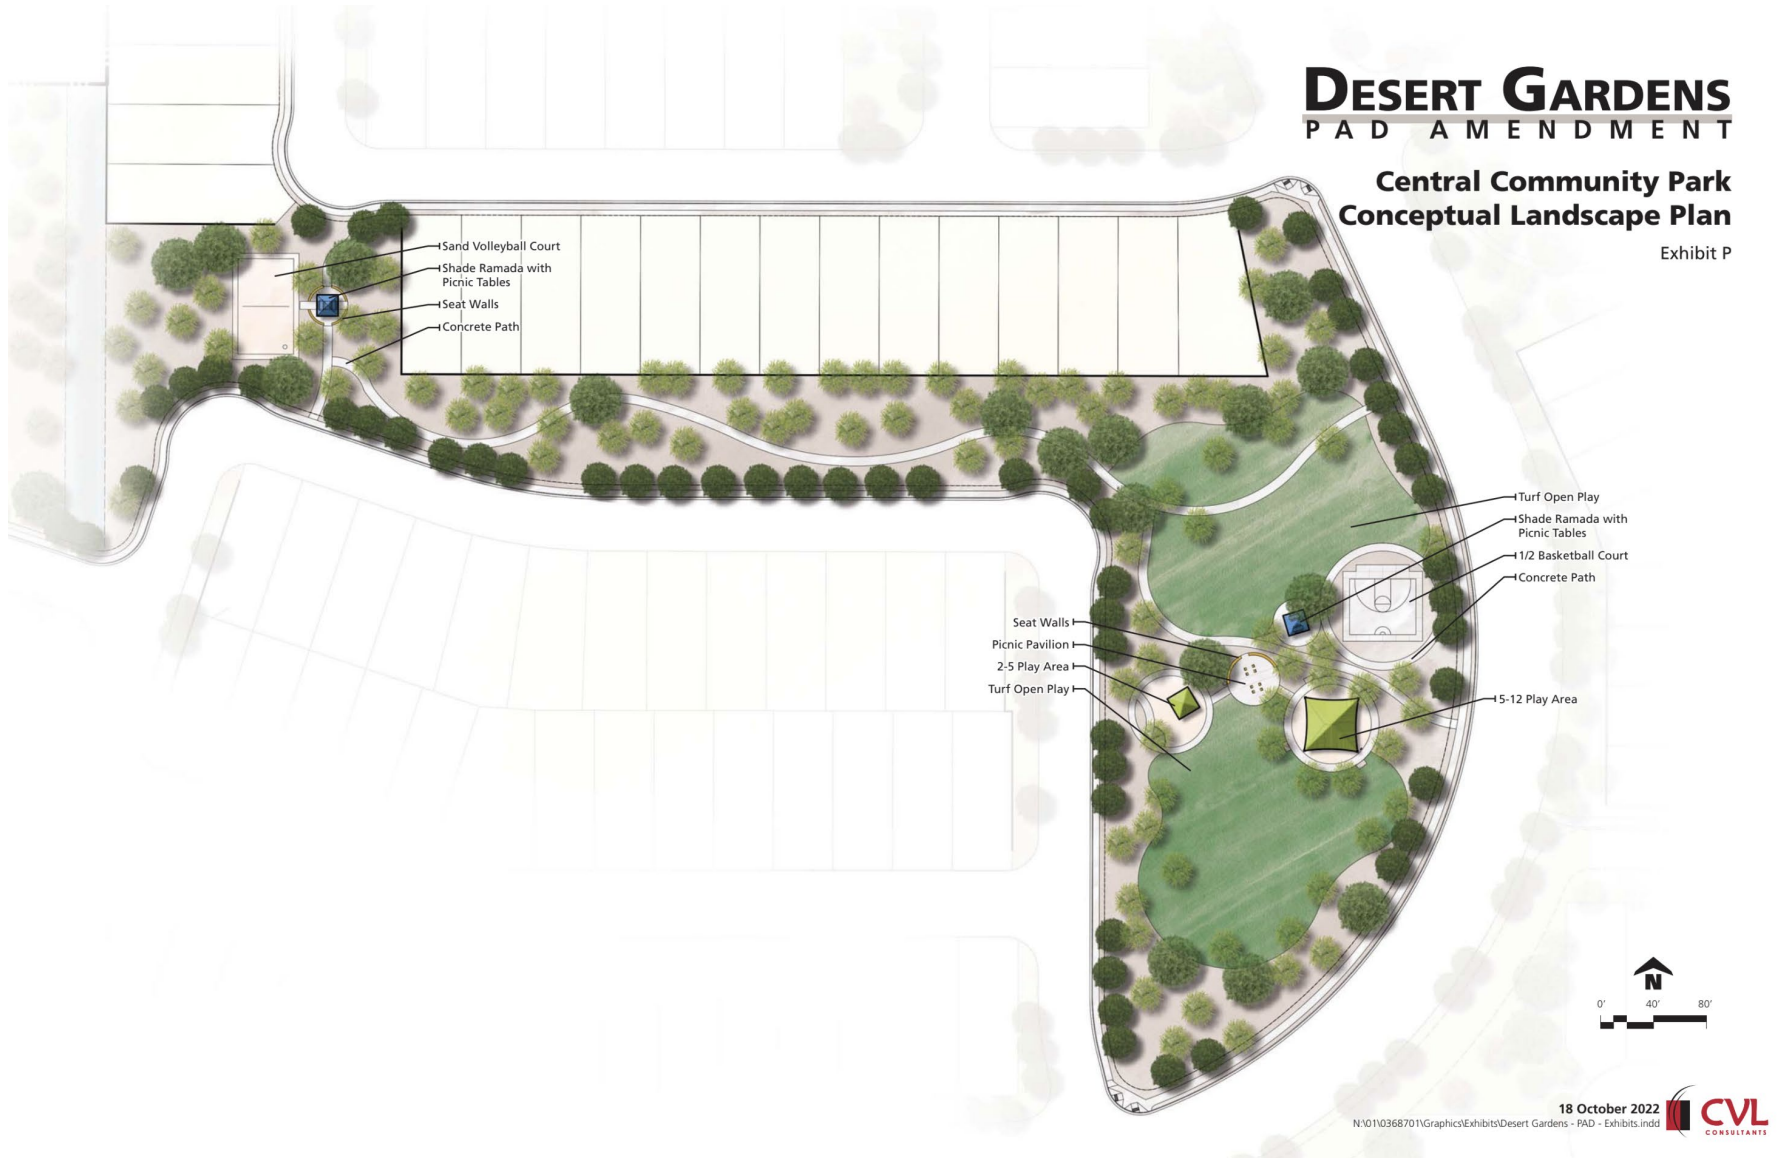 DESERT GARDENS
PAD AMENDMENT
Central Community Park
Conceptual Landscape Plan
Exhibit P
Sand Volleyball Court
Shade Ramada with
Picnic Tables
Seat Walls
Concrete Path
Turf Open Play
Shade Ramada with
Picnic Tables
1/2 Basketball Court
Concrete Path
Seat Walls
Picnic Pavilion
2-5 Play Area
Turf Open Play
5-12 Play Area
N
0' 40' 80'
18 October 2022
N:\01\0368701\Graphics\Exhibits\Desert Gardens - PAD - Exhibits.indd
CVL
CONSULTANTS